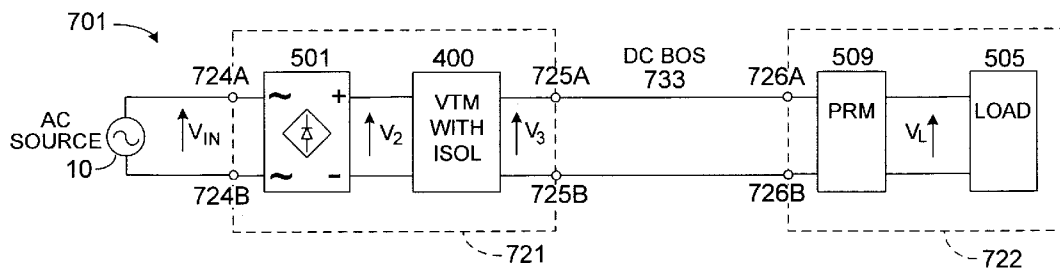 701
501
400
DC BOS
733
509
505
724A
725A
726A
AC
SOURCE
10
V_IN
~
+
V_2
VTM
WITH
ISOL
V_3
PRM
V_L
LOAD
~
-
724B
725B
726B
721
722